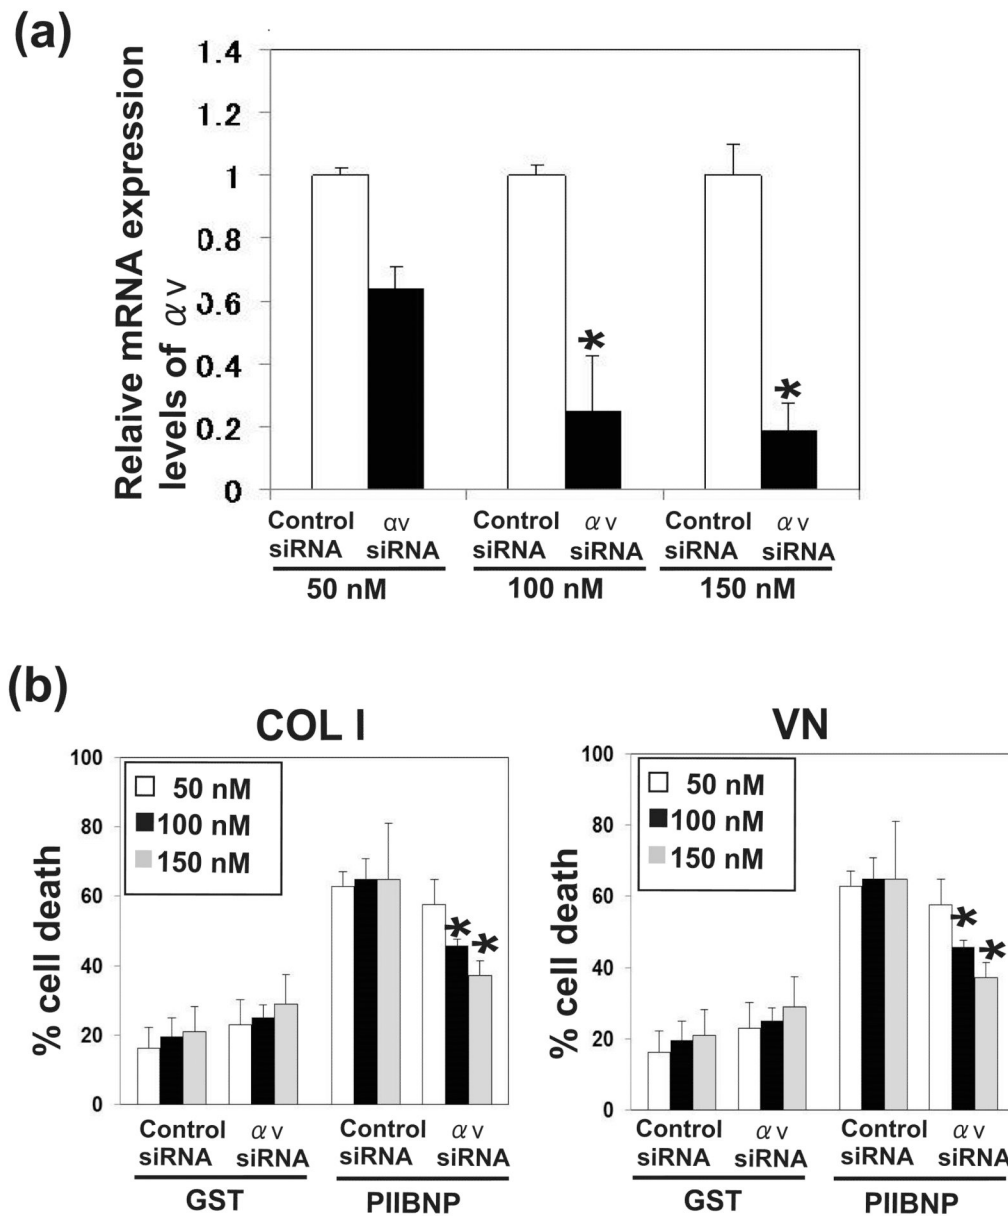 (a)
Relaive mRNA expression
levels of αv
1.4
1.2
1
0.8
0.6
0.4
0.2
0
*
*
Control siRNA
αv siRNA
Control siRNA
αv siRNA
Control siRNA
αv siRNA
50 nM
100 nM
150 nM
(b)
COL I
% cell death
100
80
60
40
20
0
50 nM
100 nM
150 nM
*
*
Control siRNA
αv siRNA
Control siRNA
αv siRNA
GST
PIIBNP
VN
% cell death
100
80
60
40
20
0
50 nM
100 nM
150 nM
*
*
Control siRNA
αv siRNA
Control siRNA
αv siRNA
GST
PIIBNP